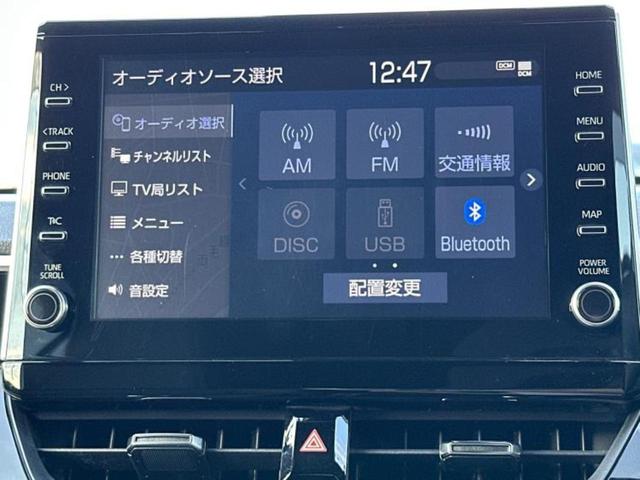 オーディオソース選択
12:47
DCM
DCM
CH >
< TRACK
PHONE
T/C
TUNE
SCROLL
オーディオ選択
チャンネルリスト
TV局リスト
メニュー
各種切替
音設定
AM
FM
交通情報
DISC
USB
Bluetooth
配置変更
HOME
MENU
AUDIO
MAP
POWER
VOLUME